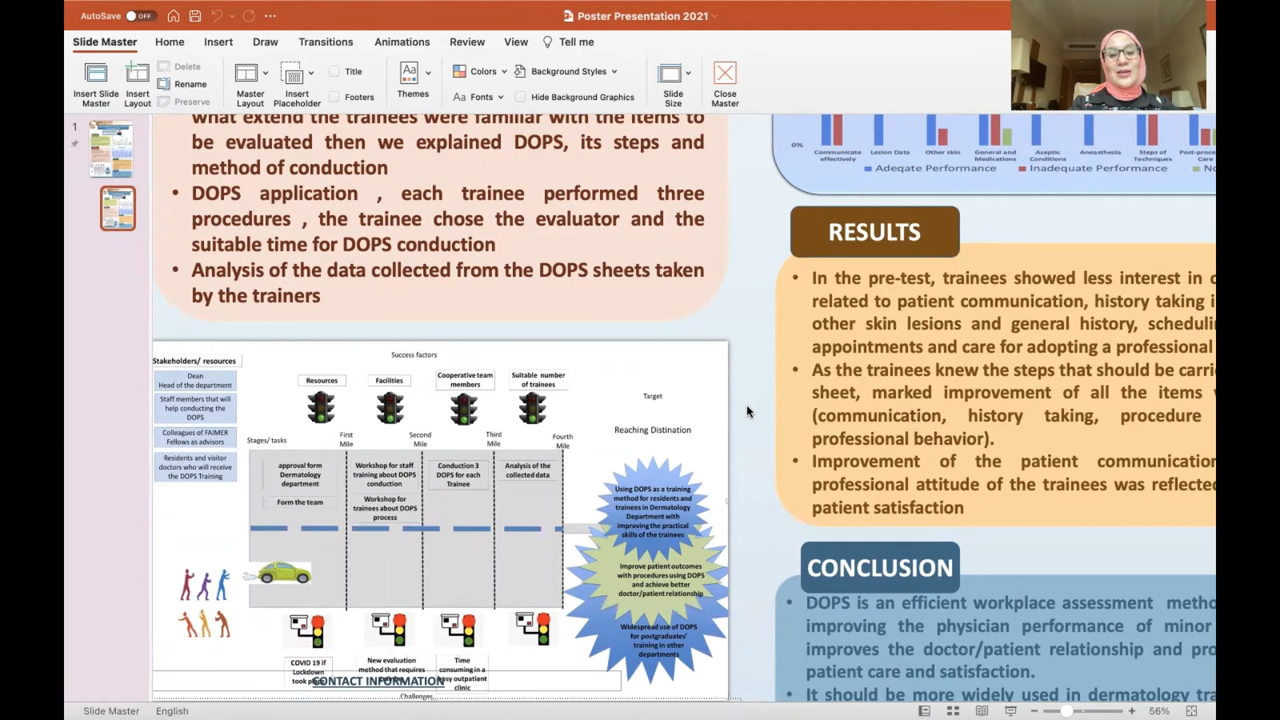 AutoSave OFF
Poster Presentation 2021
Slide Master Home Insert Draw Transitions Animations Review View Tell me
Insert Slide Master
Insert Layout
Delete
Rename
Preserve
Master Layout
Insert Placeholder
Title
Footers
Themes
Colors
Fonts
Background Styles
Hide Background Graphics
Slide Size
Close Master
1
what extend the trainees were familiar with the items to
be evaluated then we explained DOPS, its steps and
method of conduction
• DOPS application , each trainee performed three
procedures , the trainee chose the evaluator and the
suitable time for DOPS conduction
• Analysis of the data collected from the DOPS sheets taken
by the trainers
Stakeholders/ resources
Dean
Head of the department
Staff members that will
help conducting the
DOPS
Colleagues of FAIMER
Fellows as advisors
Residents and visitor
doctors who will receive
the DOPS Training
Success factors
Resources
Facilities
Cooperative team
members
Suitable number
of trainees
Target
Reaching Distination
Stages/ tasks
First
Mile
Second
Mile
Third
Mile
Fourth
Mile
approval form
Dermatology
department
Form the team
Workshop for staff
training about DOPS
conduction
Workshop for
trainees about DOPS
process
Conduction 3
DOPS for each
Trainee
Analysis of the
collected data
Using DOPS as a training
method for residents and
trainees in Dermatology
Department with
improving the practical
skills of the trainees
Improve patient outcomes
with procedures using DOPS
and achieve better
doctor/patient relationship
Widespread use of DOPS
for postgraduates'
training in other
departments
COVID 19 if
Lockdown
took
New evaluation
method that requires
Time
consuming in a
busy outpatient
clinic
CONTACT INFORMATION
Challenges
0%
Communicate
effectively
Lesion Data
Other skin
General and
Medications
Aseptic
Conditions
Aneasthesia
Steps of
Techniques
Post-proce
Care
Adeqate Performance
Inadequate Performance
RESULTS
• In the pre-test, trainees showed less interest in
related to patient communication, history taking
other skin lesions and general history,
appointments and care for adopting a professional
• As the trainees knew the steps that should be
sheet, marked improvement of all the items
(communication, history taking, procedure
professional behavior).
• Improvement of the patient
professional attitude of the trainees was reflected
patient satisfaction
CONCLUSION
• DOPS is an efficient workplace assessment
improving the physician performance of minor
improves the doctor/patient relationship and
patient care and satisfaction.
• It should be more widely used in dermatology
Slide Master English
56%